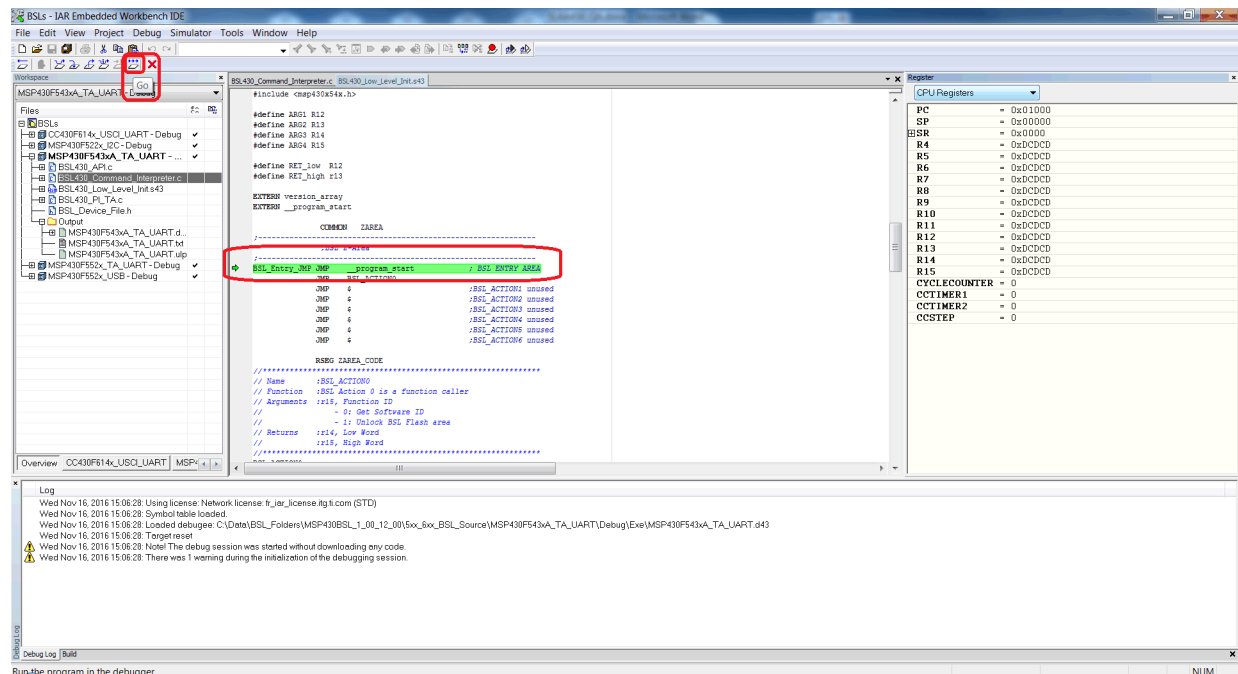 BSLs - IAR Embedded Workbench IDE
File Edit View Project Debug Simulator Tools Window Help
Go
Workspace
MSP430F543xA_TA_UART - Debug
Files
BSLs
CC430F614x_USCI_UART - Debug
MSP430F522x_I2C - Debug
MSP430F543xA_TA_UART - ...
BSL430_API.c
BSL430_Command_Interpreter.c
BSL430_Low_Level_Init.s43
BSL430_PI_TA.c
BSL_Device_File.h
Output
MSP430F543xA_TA_UART.d...
MSP430F543xA_TA_UART.txt
MSP430F543xA_TA_UART.ulp
MSP430F552x_TA_UART - Debug
MSP430F552x_USB - Debug
Overview CC430F614x_USCI_UART MSP4
BSL430_Command_Interpreter.c BSL430_Low_Level_Init.s43
#include <msp430x54x.h>
#define ARG1 R12
#define ARG2 R13
#define ARG3 R14
#define ARG4 R15
#define RET_low R12
#define RET_high r13
EXTERN version_array
EXTERN __program_start
COMMON ZAREA
;BSL Z-Area
BSL_Entry_JMP JMP __program_start ; BSL ENTRY AREA
JMP BSL_ACTION0
JMP $ ;BSL_ACTION1 unused
JMP $ ;BSL_ACTION2 unused
JMP $ ;BSL_ACTION3 unused
JMP $ ;BSL_ACTION4 unused
JMP $ ;BSL_ACTION5 unused
JMP $ ;BSL_ACTION6 unused
RSEG ZAREA_CODE
//****************************************************************
// Name :BSL_ACTION0
// Function :BSL Action 0 is a function caller
// Arguments :r15, Function ID
// - 0: Get Software ID
// - 1: Unlock BSL Flash area
// Returns :r14, Low Word
// :r15, High Word
//****************************************************************
Register
CPU Registers
PC = 0x01000
SP = 0x00000
SR = 0x0000
R4 = 0xDCDCD
R5 = 0xDCDCD
R6 = 0xDCDCD
R7 = 0xDCDCD
R8 = 0xDCDCD
R9 = 0xDCDCD
R10 = 0xDCDCD
R11 = 0xDCDCD
R12 = 0xDCDCD
R13 = 0xDCDCD
R14 = 0xDCDCD
R15 = 0xDCDCD
CYCLECOUNTER = 0
CCTIMER1 = 0
CCTIMER2 = 0
CCSTEP = 0
Log
Wed Nov 16, 2016 15:06:28: Using license: Network license: fr_iar_license.itg.ti.com (STD)
Wed Nov 16, 2016 15:06:28: Symbol table loaded.
Wed Nov 16, 2016 15:06:28: Loaded debugee: C:\Data\BSL_Folders\MSP430BSL_1_00_12_00\5xx_6xx_BSL_Source\MSP430F543xA_TA_UART\Debug\Exe\MSP430F543xA_TA_UART.d43
Wed Nov 16, 2016 15:06:28: Target reset
Wed Nov 16, 2016 15:06:28: Note! The debug session was started without downloading any code.
Wed Nov 16, 2016 15:06:28: There was 1 warning during the initialization of the debugging session.
Debug Log
Debug Log Build
Run the program in the debugger
NUM